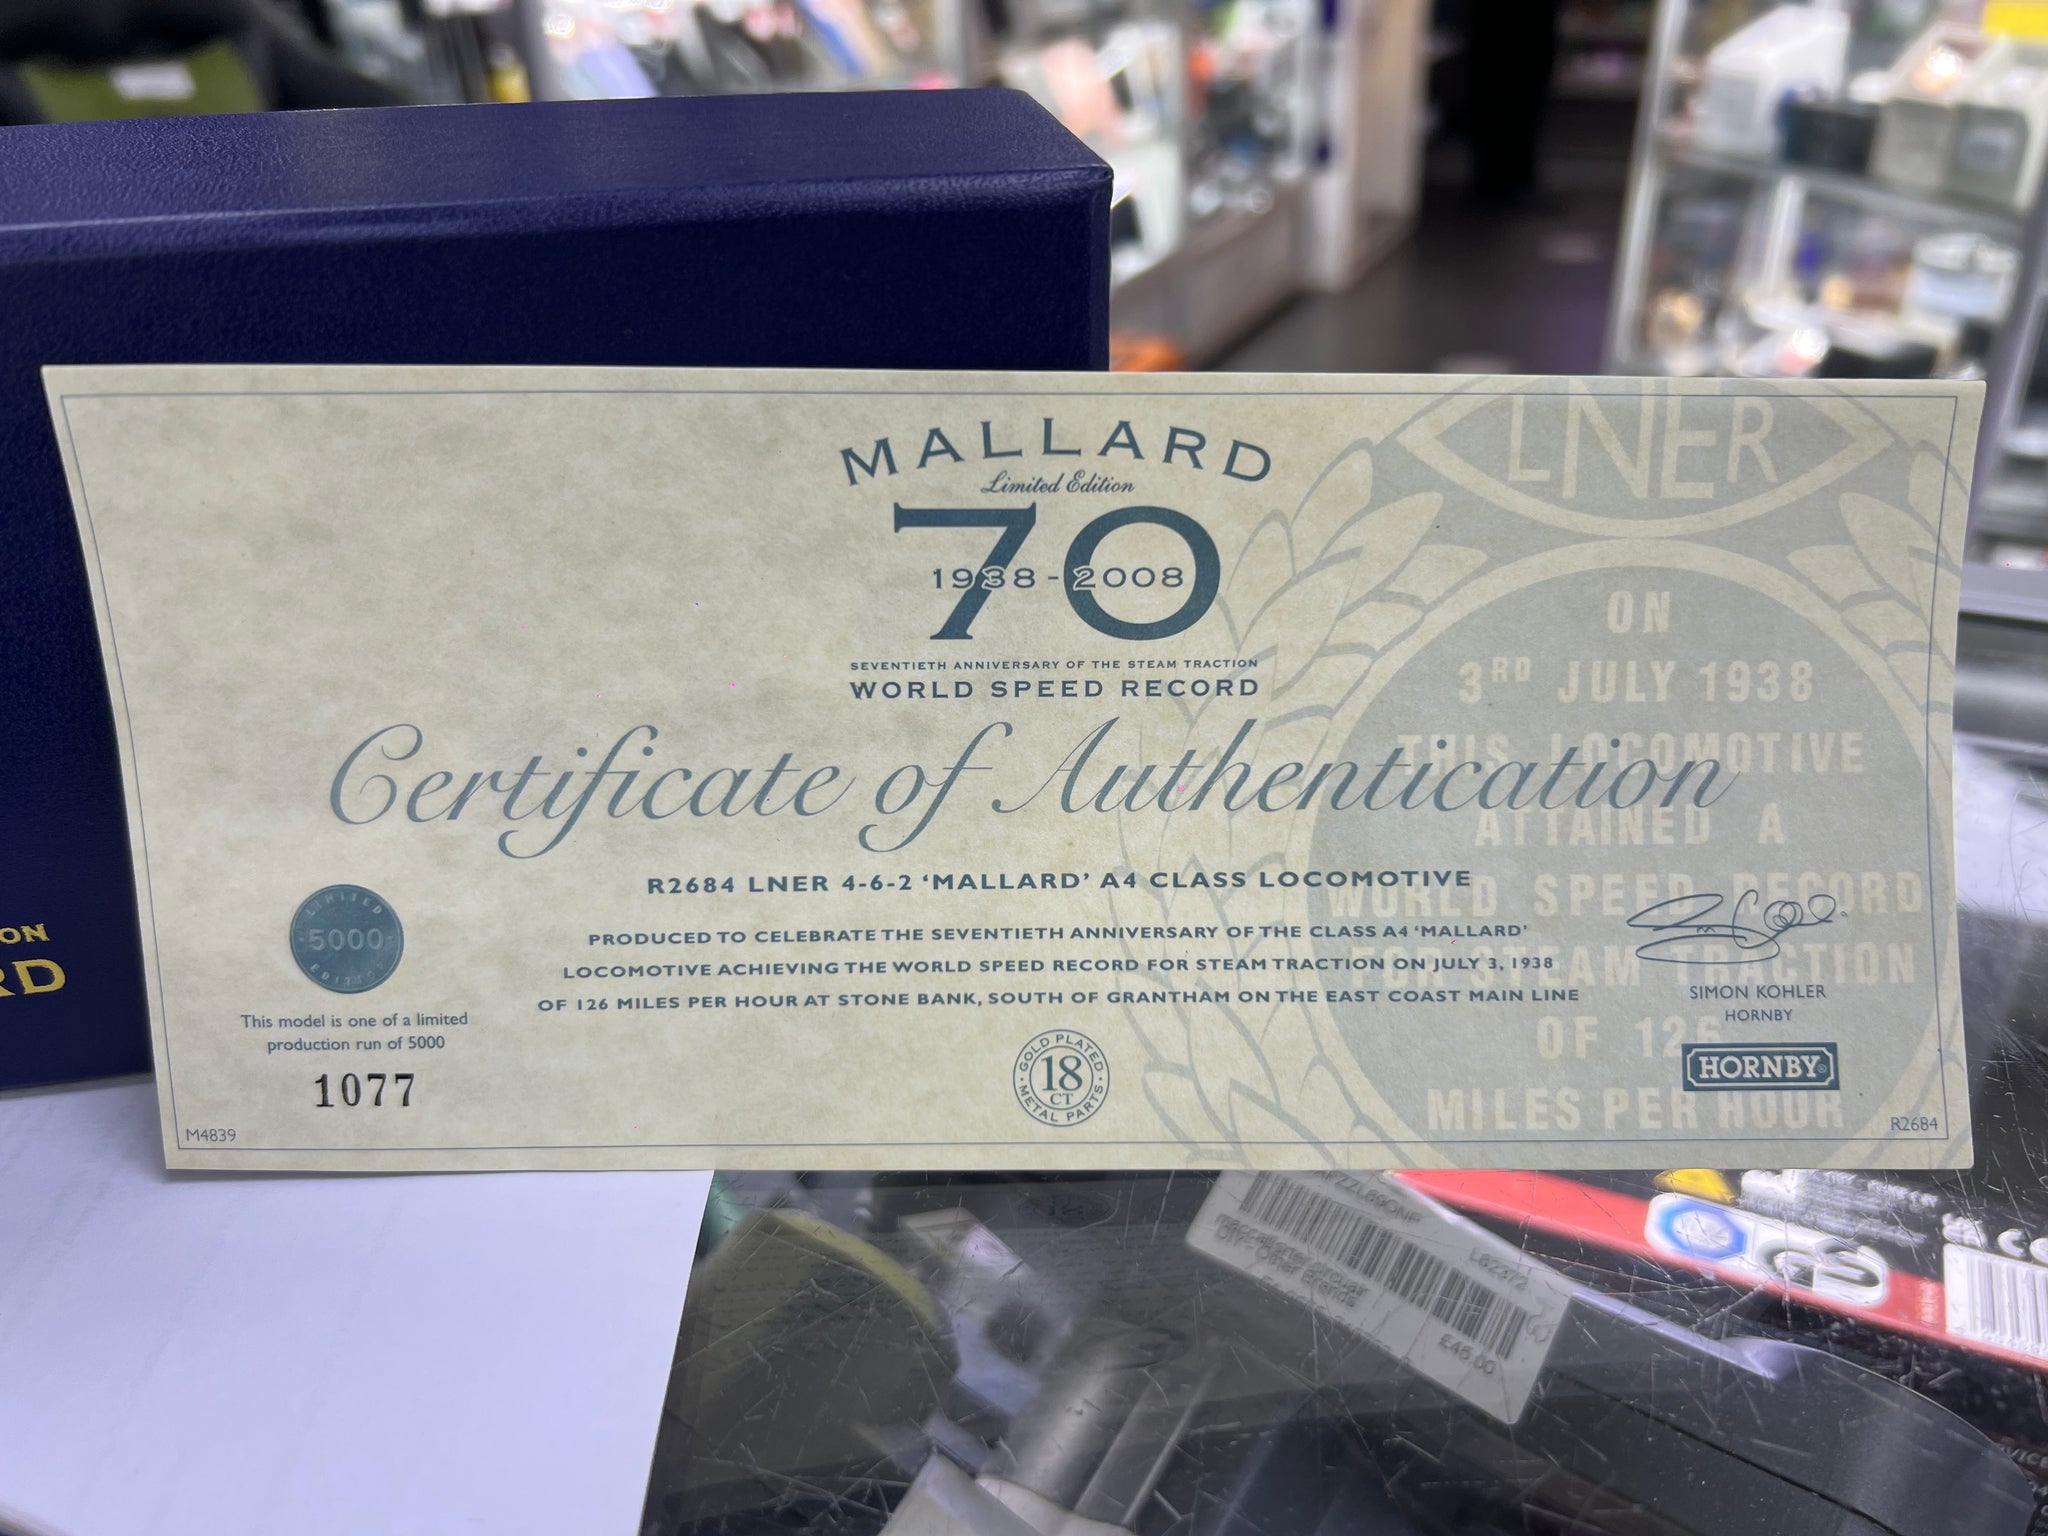 MALLARD
Limited Edition
70
1938-2008
SEVENTIETH ANNIVERSARY OF THE STEAM TRACTION
WORLD SPEED RECORD
Certificate of Authentication
R2684 LNER 4-6-2 ‘MALLARD’ A4 CLASS LOCOMOTIVE
PRODUCED TO CELEBRATE THE SEVENTIETH ANNIVERSARY OF THE CLASS A4 ‘MALLARD’
LOCOMOTIVE ACHIEVING THE WORLD SPEED RECORD FOR STEAM TRACTION ON JULY 3, 1938
OF 126 MILES PER HOUR AT STONE BANK, SOUTH OF GRANTHAM ON THE EAST COAST MAIN LINE
LIMITED
5000
EDITION
This model is one of a limited
production run of 5000
1077
M4839
GOLD PLATED
18
CT
METAL PARTS
SIMON KOHLER
HORNBY
HORNBY
R2684
LNER
ON
3RD JULY 1938
THIS LOCOMOTIVE
ATTAINED A
WORLD SPEED RECORD
STEAM TRACTION
OF 126
MILES PER HOUR
ON
RD
L62372
£45.00